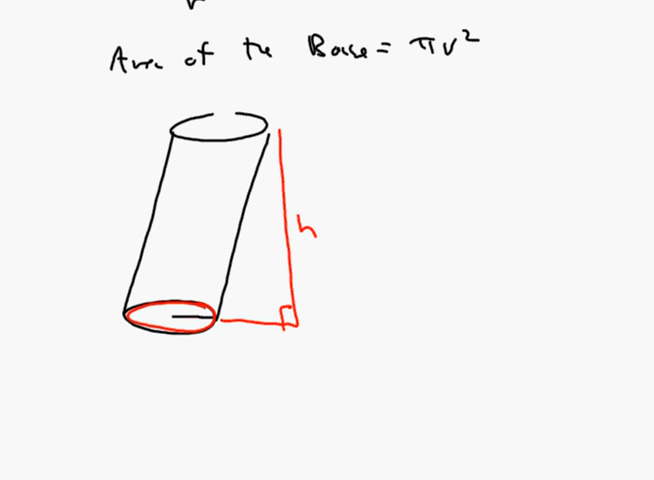 Area of the Base = πr²
h